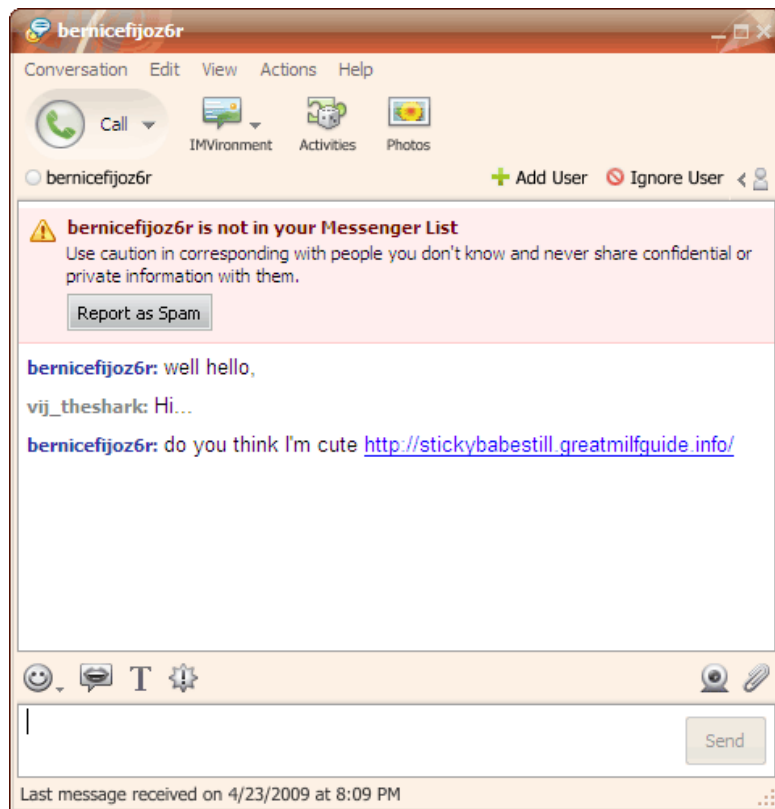 bernicefijoz6r
Conversation Edit View Actions Help
Call
IMVironment Activities Photos
bernicefijoz6r Add User Ignore User
bernicefijoz6r is not in your Messenger List
Use caution in corresponding with people you don't know and never share confidential or
private information with them.
Report as Spam
bernicefijoz6r: well hello,
vij_theshark: Hi...
bernicefijoz6r: do you think I'm cute http://stickybabestill.greatmilfguide.info/
T
Send
Last message received on 4/23/2009 at 8:09 PM